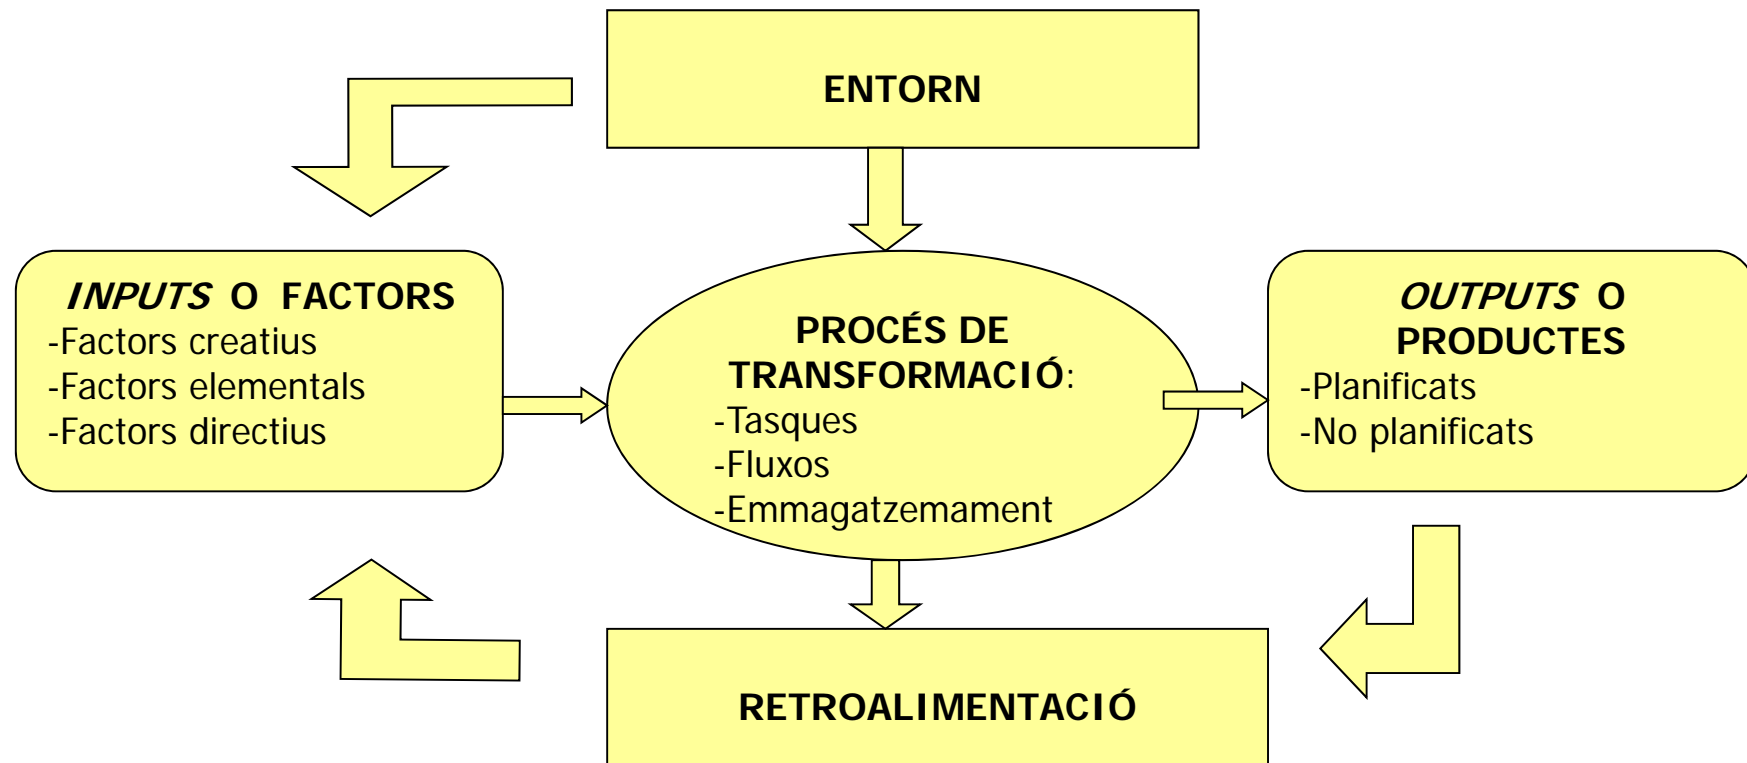 ENTORN
INPUTS O FACTORS
-Factors creatius
-Factors elementals
-Factors directius
PROCÉS DE
TRANSFORMACIÓ:
-Tasques
-Fluxos
-Emmagatzemament
OUTPUTS O
PRODUCTES
-Planificats
-No planificats
RETROALIMENTACIÓ